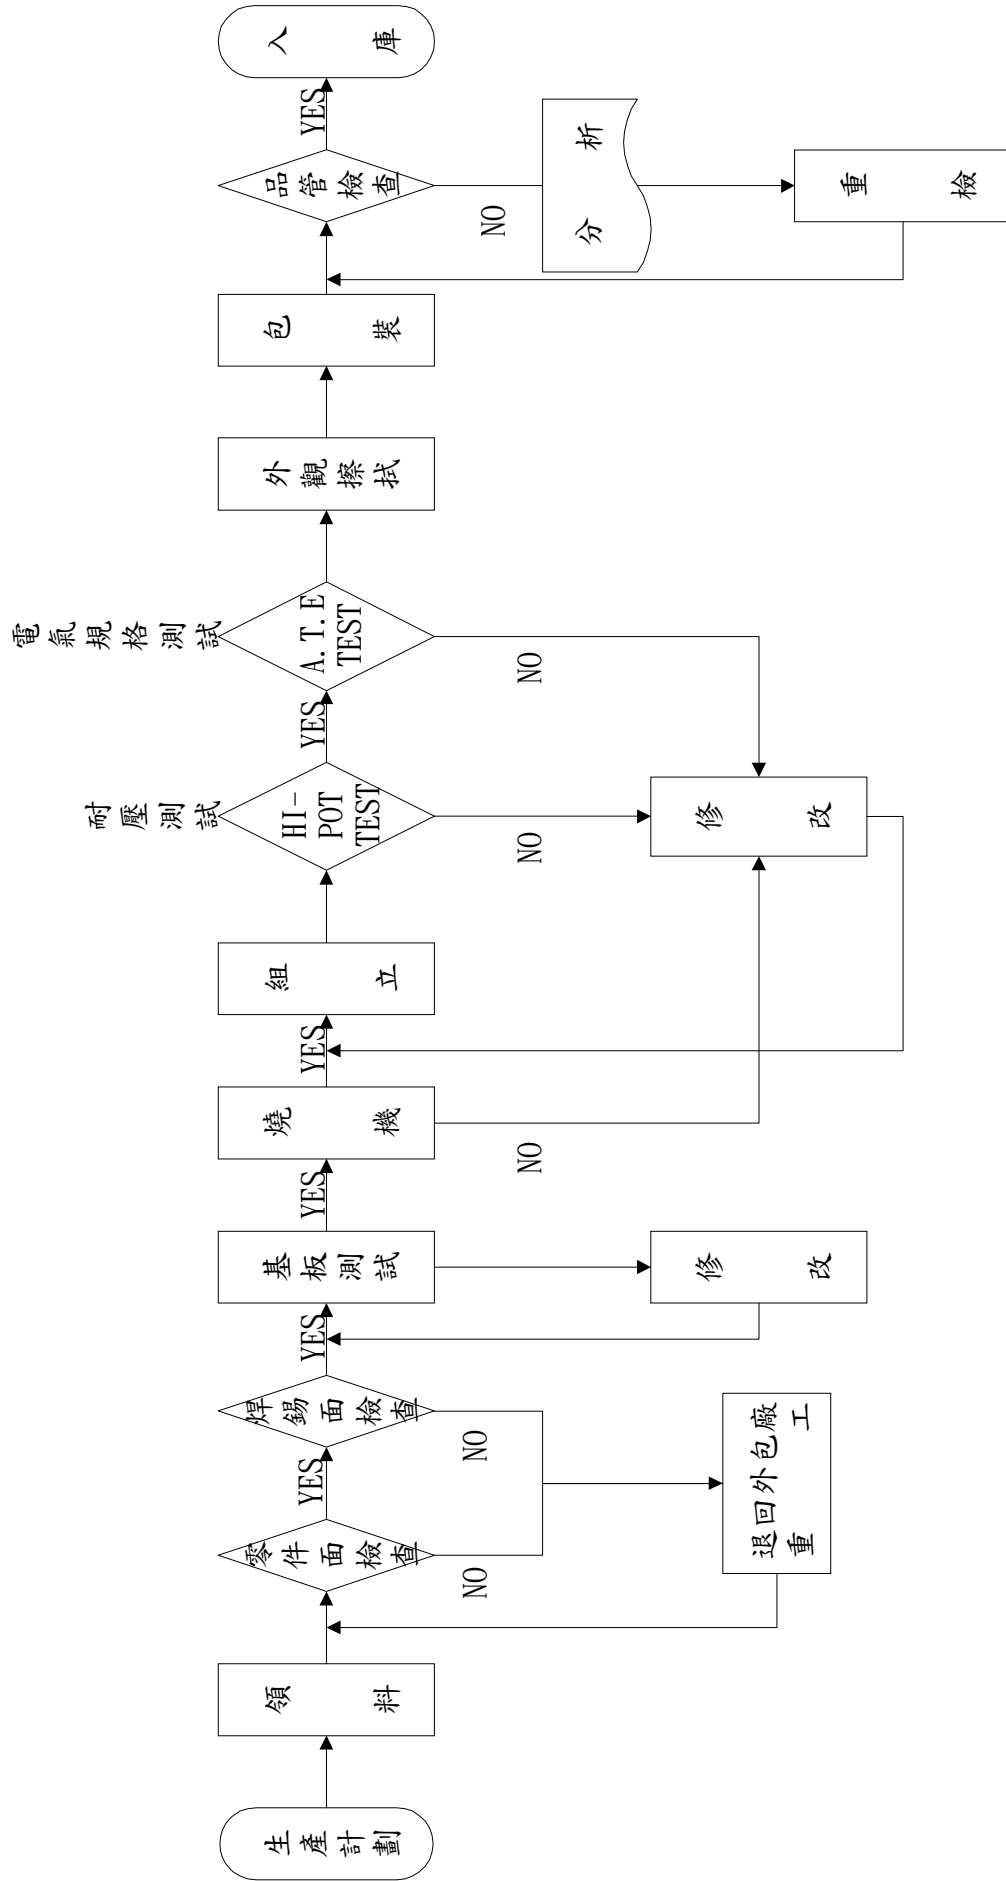 生產計劃
領料
零件面檢查
YES
NO
退回外包廠
重工
焊錫面檢查
YES
NO
基板測試
YES
修改
燒機
YES
NO
組立
耐壓測試
HI-
POT
TEST
YES
NO
修改
電氣規格測試
A.T.E
TEST
NO
外觀擦拭
包裝
品管檢查
YES
NO
分析
重檢
入庫